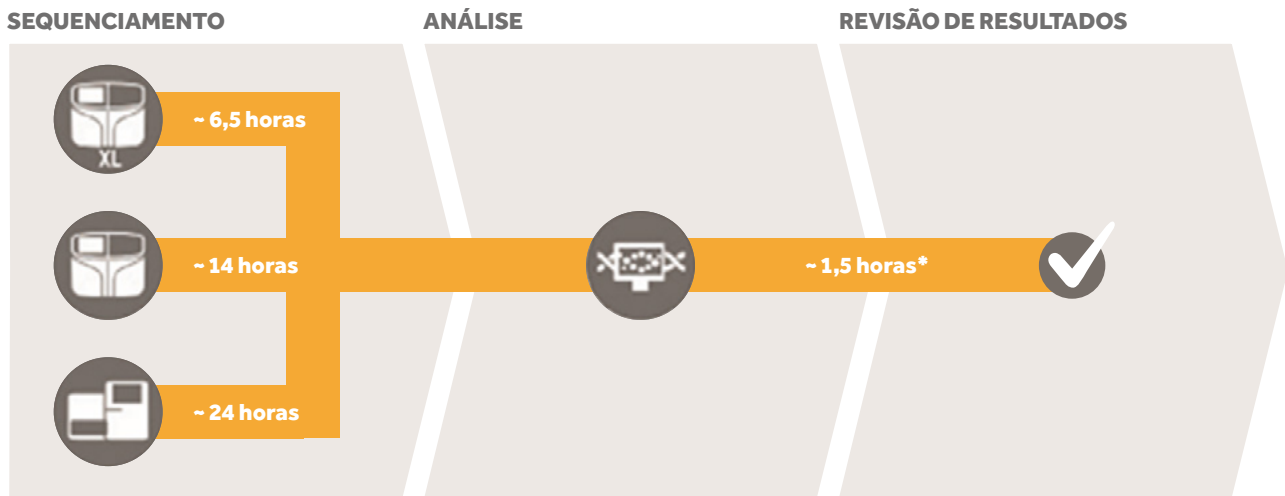 SEQUENCIAMENTO
ANÁLISE
REVISÃO DE RESULTADOS
XL
~ 6,5 horas
~ 14 horas
~ 1,5 horas*
~ 24 horas